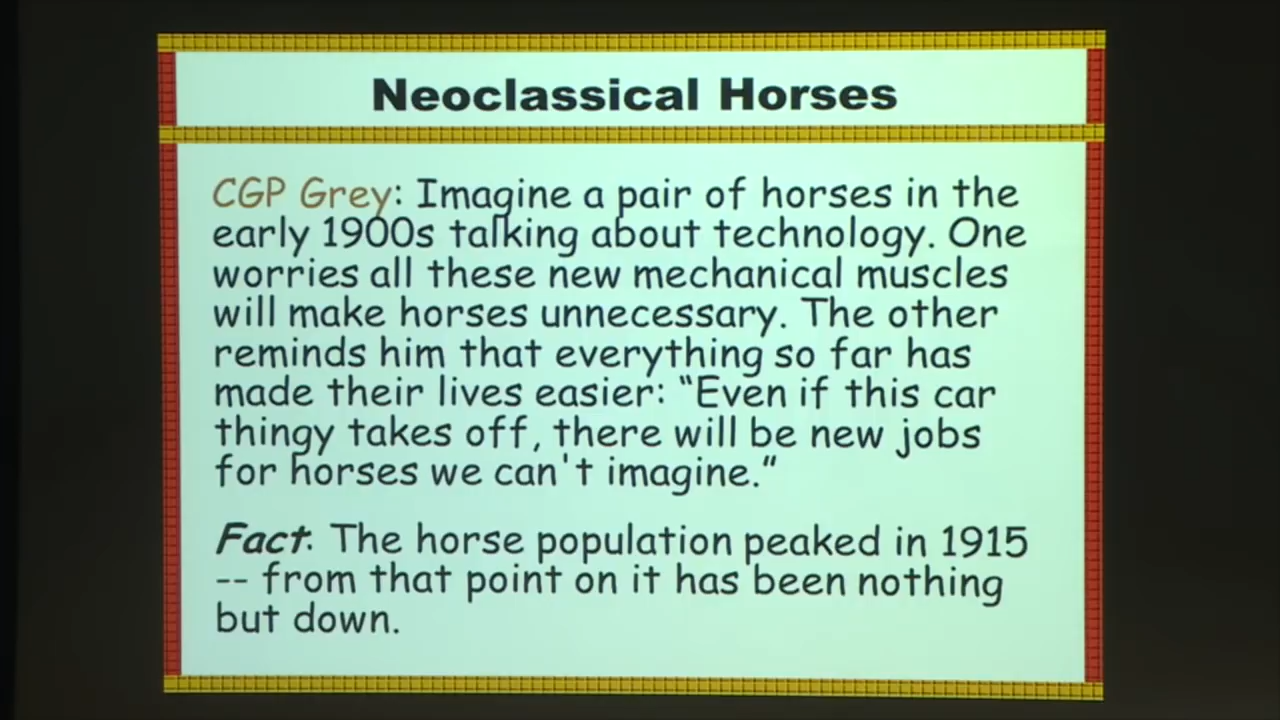 Neoclassical Horses
CGP Grey: Imagine a pair of horses in the
early 1900s talking about technology. One
worries all these new mechanical muscles
will make horses unnecessary. The other
reminds him that everything so far has
made their lives easier: “Even if this car
thingy takes off, there will be new jobs
for horses we can't imagine.”
Fact: The horse population peaked in 1915
-- from that point on it has been nothing
but down.